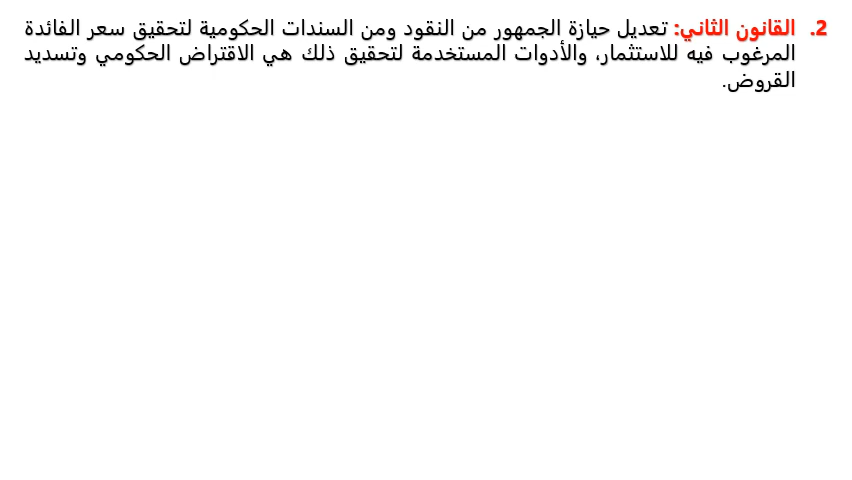 2. القانون الثاني: تعديل حيازة الجمهور من النقود ومن السندات الحكومية لتحقيق سعر الفائدة
المرغوب فيه للاستثمار، والأدوات المستخدمة لتحقيق ذلك هي الاقتراض الحكومي وتسديد
القروض.